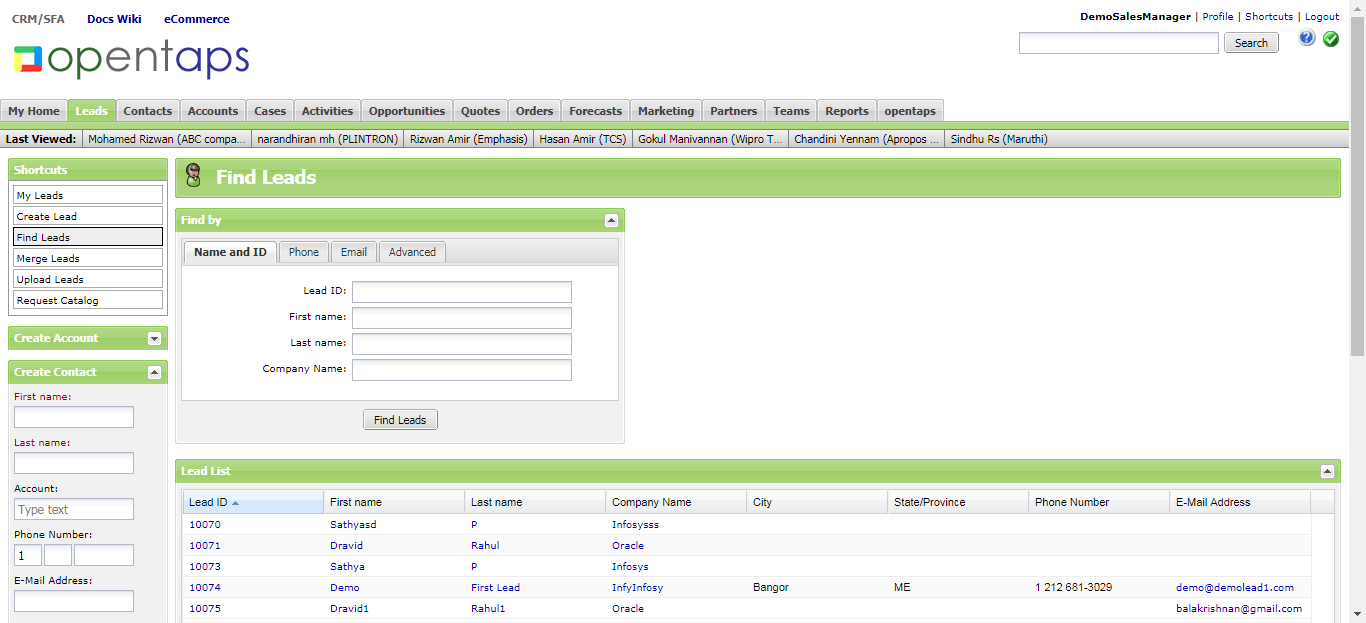 CRM/SFA Docs Wiki eCommerce
DemoSalesManager | Profile | Shortcuts | Logout
opentaps
Search
My Home Leads Contacts Accounts Cases Activities Opportunities Quotes Orders Forecasts Marketing Partners Teams Reports opentaps
Last Viewed: Mohamed Rizwan (ABC compa... narandhiran mh (PLINTRON) Rizwan Amir (Emphasis) Hasan Amir (TCS) Gokul Manivannan (Wipro T... Chandini Yennam (Apropos ... Sindhu Rs (Maruthi)
Shortcuts
My Leads
Create Lead
Find Leads
Merge Leads
Upload Leads
Request Catalog
Create Account
Create Contact
First name:
Last name:
Account:
Type text
Phone Number:
1
E-Mail Address:
Find Leads
Find by
Name and ID Phone Email Advanced
Lead ID:
First name:
Last name:
Company Name:
Find Leads
Lead List
Lead ID First name Last name Company Name City State/Province Phone Number E-Mail Address
10070 Sathyasd P Infosysss
10071 Dravid Rahul Oracle
10073 Sathya P Infosys
10074 Demo First Lead InfyInfosy Bangor ME 1 212 681-3029 demo@demolead1.com
10075 Dravid1 Rahul1 Oracle balakrishnan@gmail.com